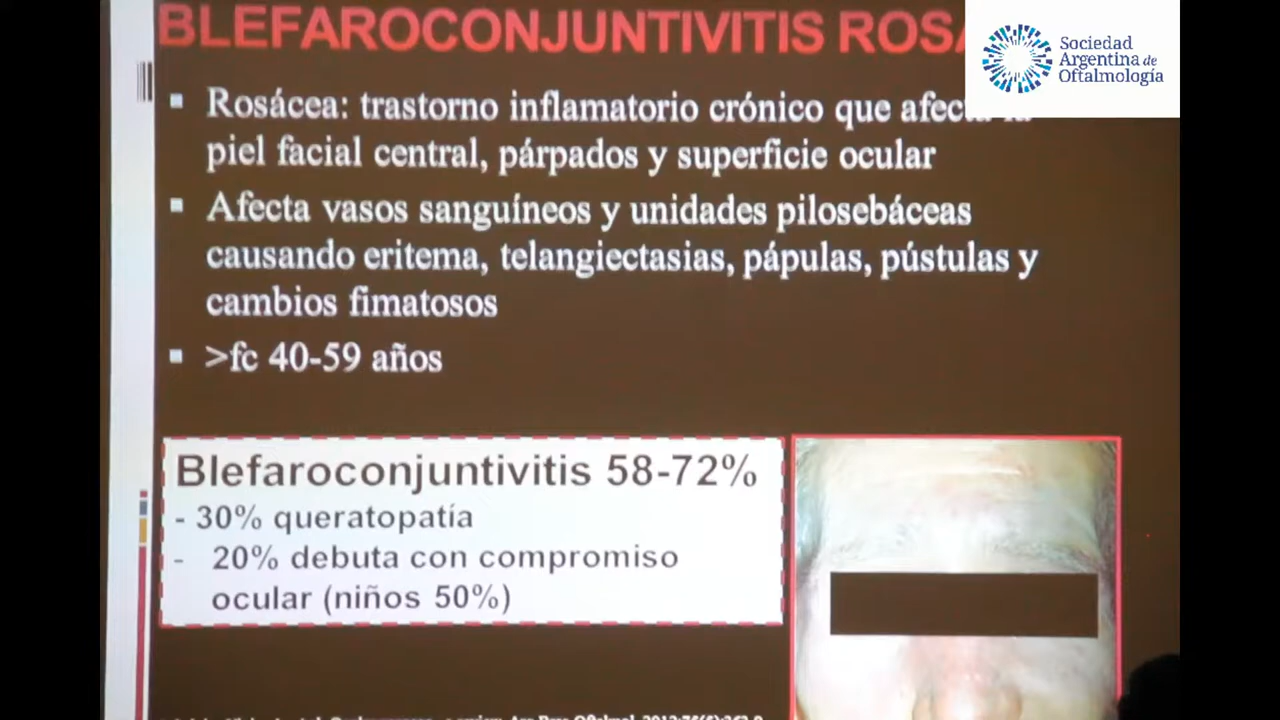 BLEFAROCONJUNTIVITIS
Sociedad
Argentina de
Oftalmología
▪ Rosácea: trastorno inflamatorio crónico que
piel facial central, párpados y superficie ocular
▪ Afecta vasos sanguíneos y unidades pilosebáceas
causando eritema, telangiectasias, pápulas, pústulas y
cambios fimatosos
▪ >fc 40-59 años
Blefaroconjuntivitis 58-72%
- 30% queratopatía
- 20% debuta con compromiso
ocular (niños 50%)